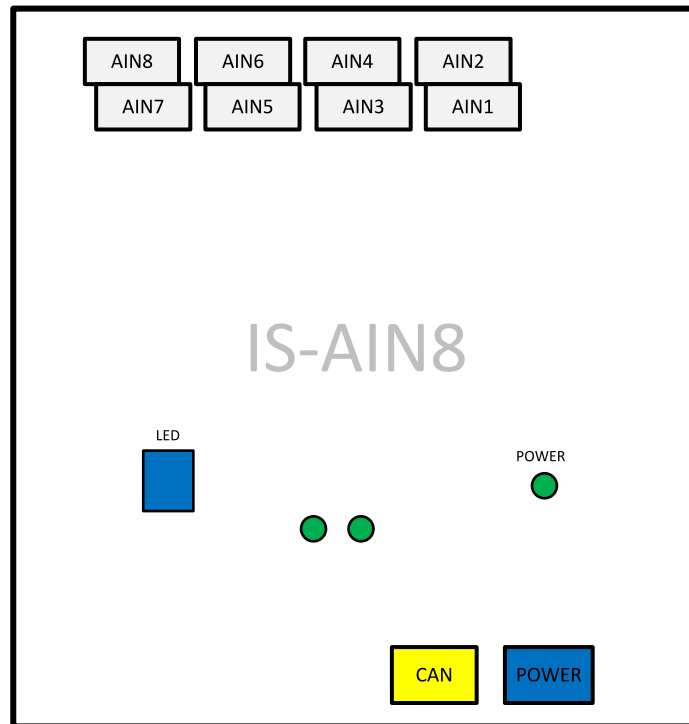 AIN8 AIN6 AIN4 AIN2
AIN7 AIN5 AIN3 AIN1
IS-AIN8
LED
POWER
CAN POWER